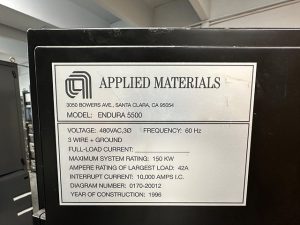 APPLIED MATERIALS
3050 BOWERS AVE., SANTA CLARA, CA 95054
MODEL: ENDURA 5500
VOLTAGE: 480VAC,3Ø FREQUENCY: 60 Hz
3 WIRE + GROUND
FULL-LOAD CURRENT:
MAXIMUM SYSTEM RATING: 150 KW
AMPERE RATING OF LARGEST LOAD: 42A
INTERRUPT CURRENT: 10,000 AMPS I.C.
DIAGRAM NUMBER: 0170-20012
YEAR OF CONSTRUCTION: 1996